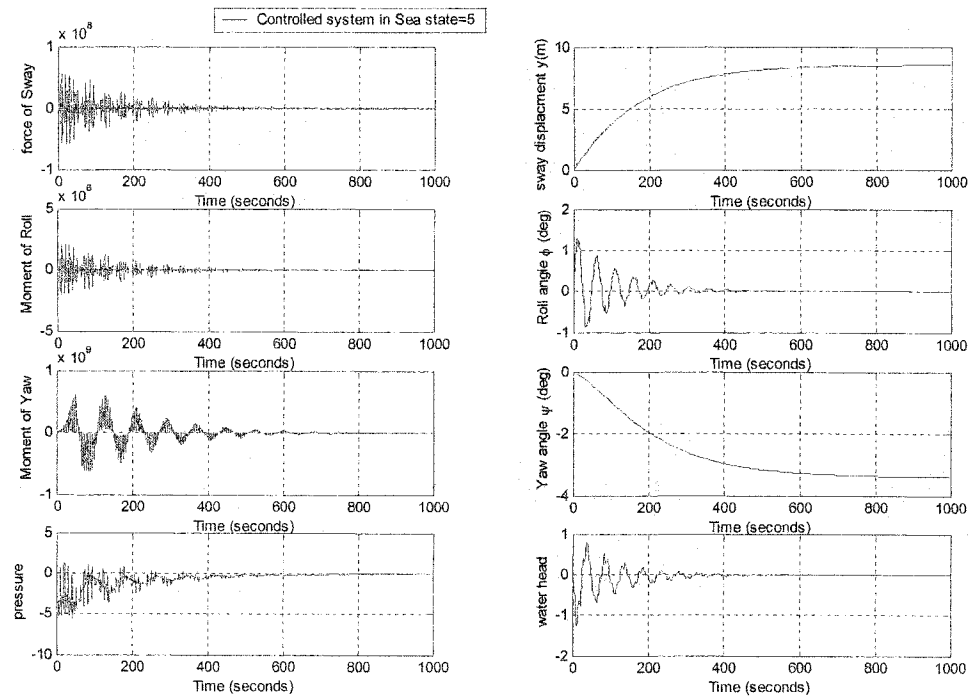 Controlled system in Sea state=5
x 10^8
1
0
-1
force of Sway
0 200 400 600 800 1000
Time (seconds)
10
5
0
sway displacment y(m)
0 200 400 600 800 1000
Time (seconds)
x 10^6
5
0
-5
Moment of Roll
0 200 400 600 800 1000
Time (seconds)
2
1
0
-1
Roll angle ϕ (deg)
0 200 400 600 800 1000
Time (seconds)
x 10^9
1
0
-1
Moment of Yaw
0 200 400 600 800 1000
Time (seconds)
0
-2
-4
Yaw angle ψ (deg)
0 200 400 600 800 1000
Time (seconds)
5
0
-5
-10
pressure
0 200 400 600 800 1000
Time (seconds)
1
0
-1
-2
water head
0 200 400 600 800 1000
Time (seconds)